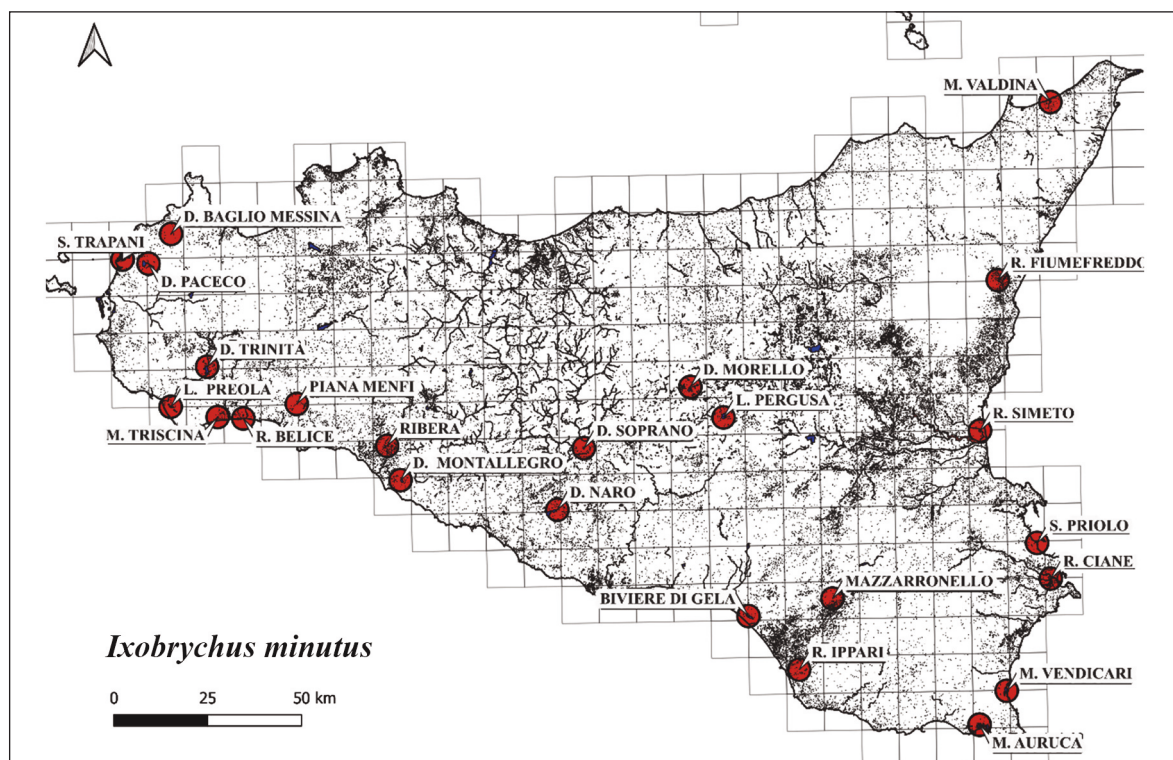 M. VALDINA
D. BAGLIO MESSINA
S. TRAPANI
D. PACECO
R. FIUMEFREDDO
D. TRINITÀ
D. MORELLO
L. PREOLA
PIANA MENFI
L. PERGUSA
M. TRISCINA
R. BELICE
RIBERA
D. SOPRANO
R. SIMETO
D. MONTALLEGRO
D. NARO
S. PRIOLO
R. CIANE
MAZZARRONELLO
BIVIERE DI GELA
Ixobrychus minutus
R. IPPARI
M. VENDICARI
0 25 50 km
M. AURUCA